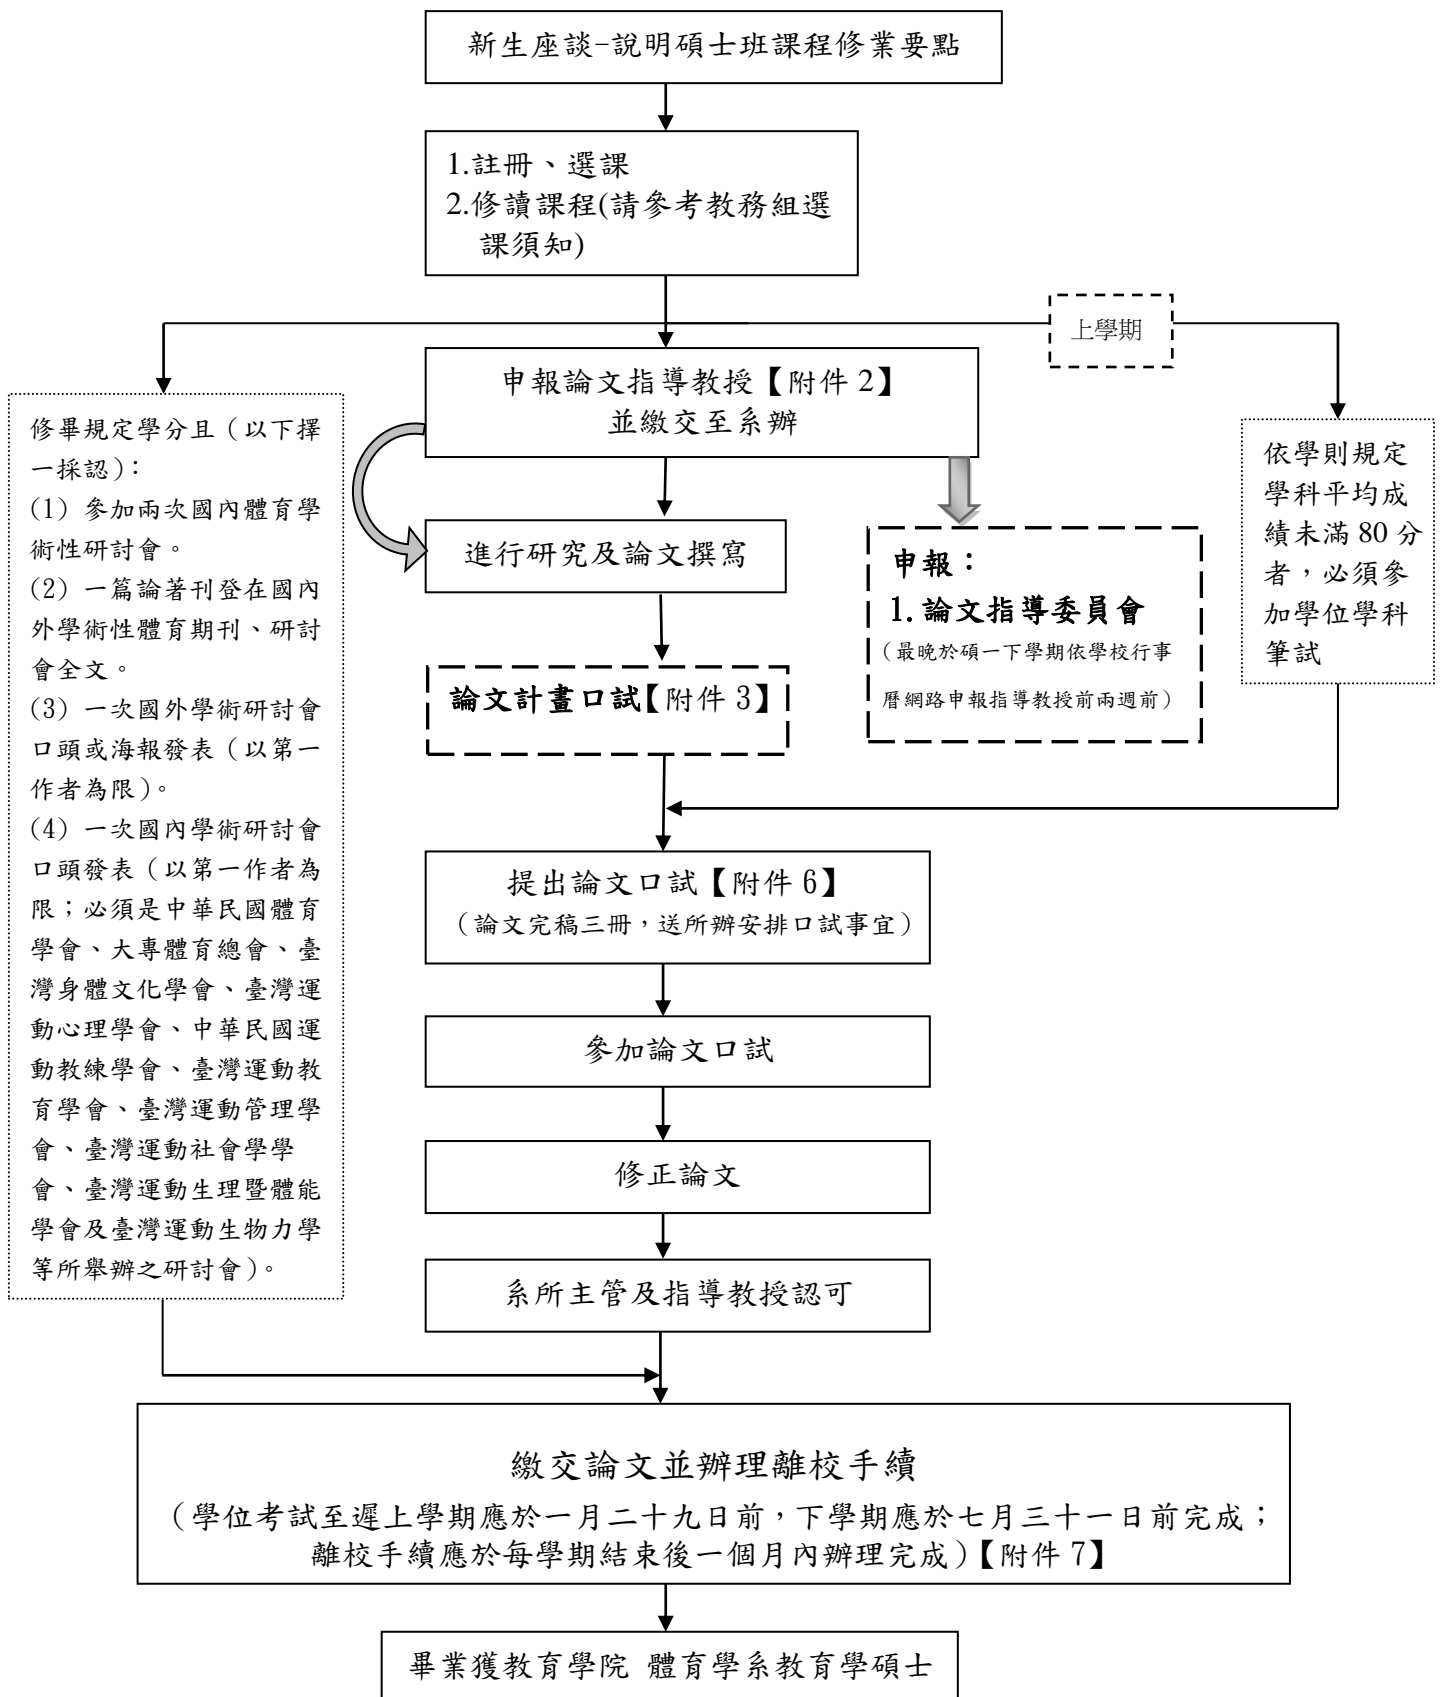 新生座談-說明碩士班課程修業要點
1.註冊、選課
2.修讀課程(請參考教務組選
課須知)
上學期
申報論文指導教授【附件 2】
並繳交至系辦
修畢規定學分且（以下擇
一採認）：
(1) 參加兩次國內體育學
術性研討會。
(2) 一篇論著刊登在國內
外學術性體育期刊、研討
會全文。
(3) 一次國外學術研討會
口頭或海報發表（以第一
作者為限）。
(4) 一次國內學術研討會
口頭發表（以第一作者為
限；必須是中華民國體育
學會、大專體育總會、臺
灣身體文化學會、臺灣運
動心理學會、中華民國運
動教練學會、臺灣運動教
育學會、臺灣運動管理學
會、臺灣運動社會學學
會、臺灣運動生理暨體能
學會及臺灣運動生物力學
等所舉辦之研討會）。
進行研究及論文撰寫
申報：
1. 論文指導委員會
（最晚於碩一下學期依學校行事
曆網路申報指導教授前兩週前）
依學則規定
學科平均成
績未滿 80 分
者，必須參
加學位學科
筆試
論文計畫口試【附件 3】
提出論文口試【附件 6】
（論文完稿三冊，送所辦安排口試事宜）
參加論文口試
修正論文
系所主管及指導教授認可
繳交論文並辦理離校手續
（學位考試至遲上學期應於一月二十九日前，下學期應於七月三十一日前完成；
離校手續應於每學期結束後一個月內辦理完成）【附件 7】
畢業獲教育學院 體育學系教育學碩士